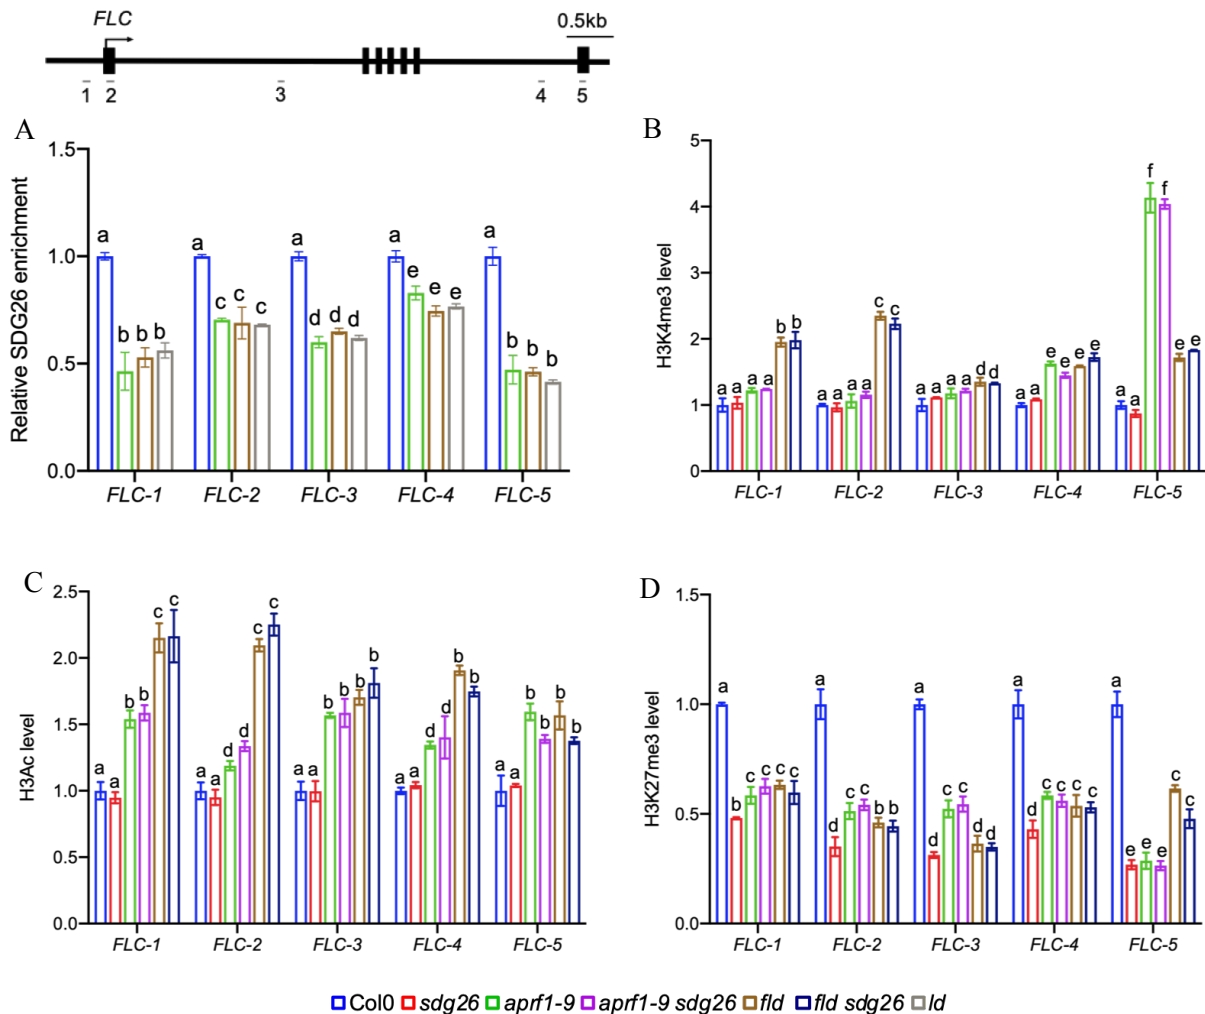 FLC
0.5kb
1 2 3 4 5
A
1.5
1.0
0.5
0.0
Relative SDG26 enrichment
a b b b a c c c a d d d a e e e a b b b
FLC-1 FLC-2 FLC-3 FLC-4 FLC-5
B
5
4
3
2
1
0
H3K4me3 level
a a a a b b a a a a c c a a a a d d a a e e e e a a f f e e
FLC-1 FLC-2 FLC-3 FLC-4 FLC-5
C
2.5
2.0
1.5
1.0
0.5
0.0
H3Ac level
a a b b c c a a d d c c a a b b b b a a d d b b a a b b b b
FLC-1 FLC-2 FLC-3 FLC-4 FLC-5
D
1.5
1.0
0.5
0.0
H3K27me3 level
a b c c c c a d c c b b a d c c d d a d c c c c a e e e c c
FLC-1 FLC-2 FLC-3 FLC-4 FLC-5
Col0 sdg26 aprf1-9 aprf1-9 sdg26 fld fld sdg26 ld